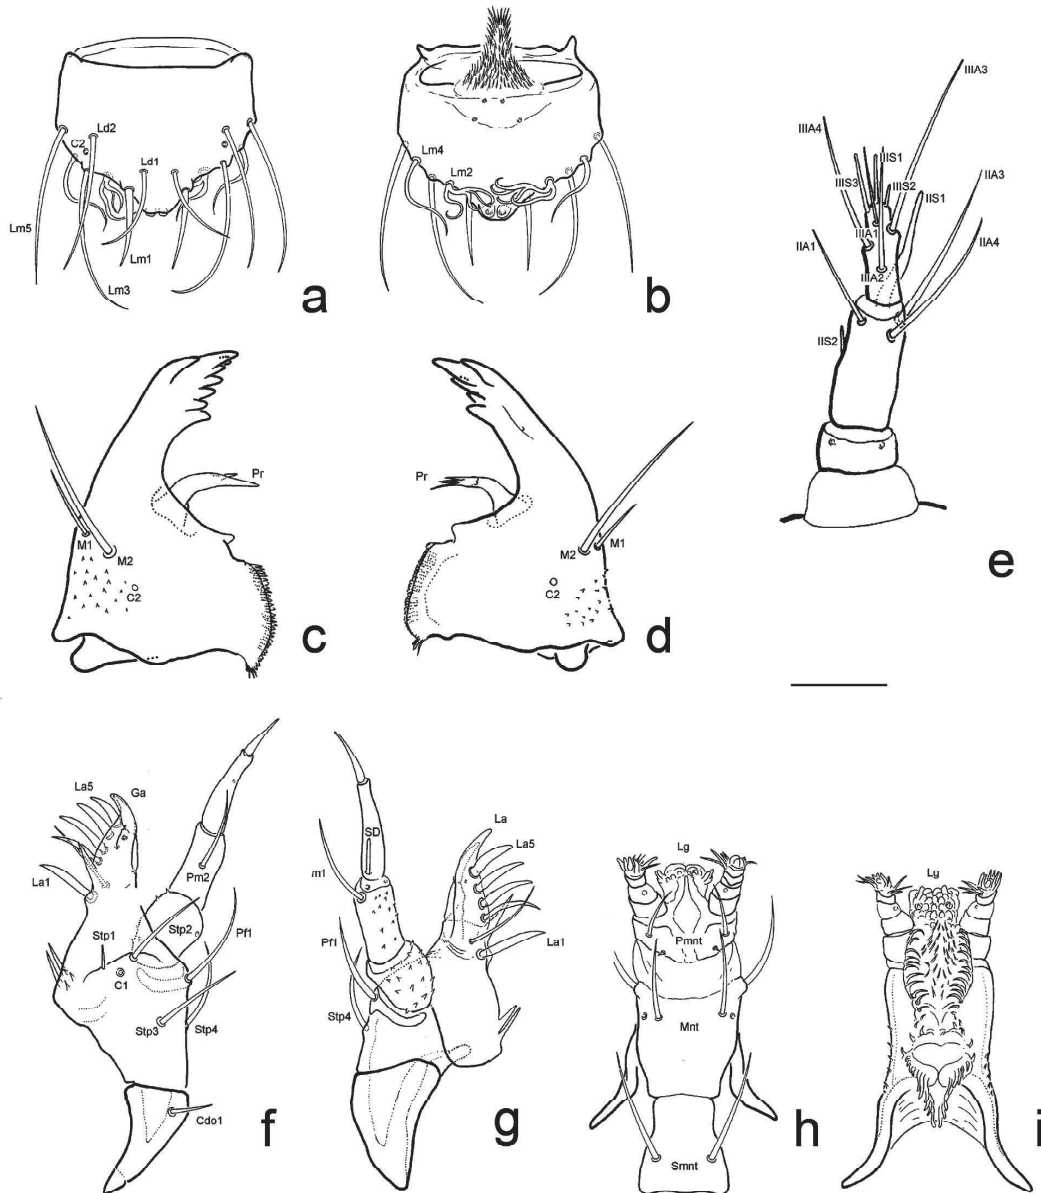 Ld2
C2
Ld1
Lm5
Lm1
Lm3
a
Lm4
Lm2
b
IIIA3
IIIA4
IIIS1
IIIS3
IIIS2
IIS1
IIA3
IIIA1
IIA1
IIA4
IIIA2
IIS2
e
Pr
M1
M2
C2
c
Pr
M2
M1
C2
d
La5
Ga
La1
Pm2
Stp1
Stp2
Pf1
C1
Stp3
Stp4
Cdo1
f
SD
La
La5
m1
Pf1
La1
Stp4
g
Lg
Pmnt
Mnt
Smnt
h
Lg
i